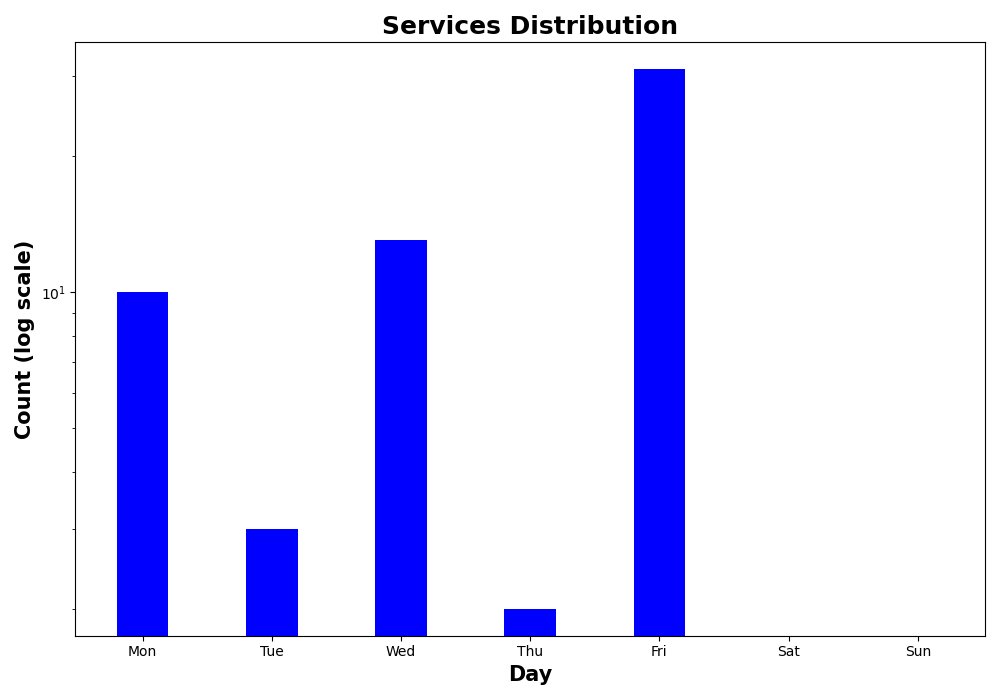 Services Distribution
Count (log scale)
10¹
Mon Tue Wed Thu Fri Sat Sun
Day